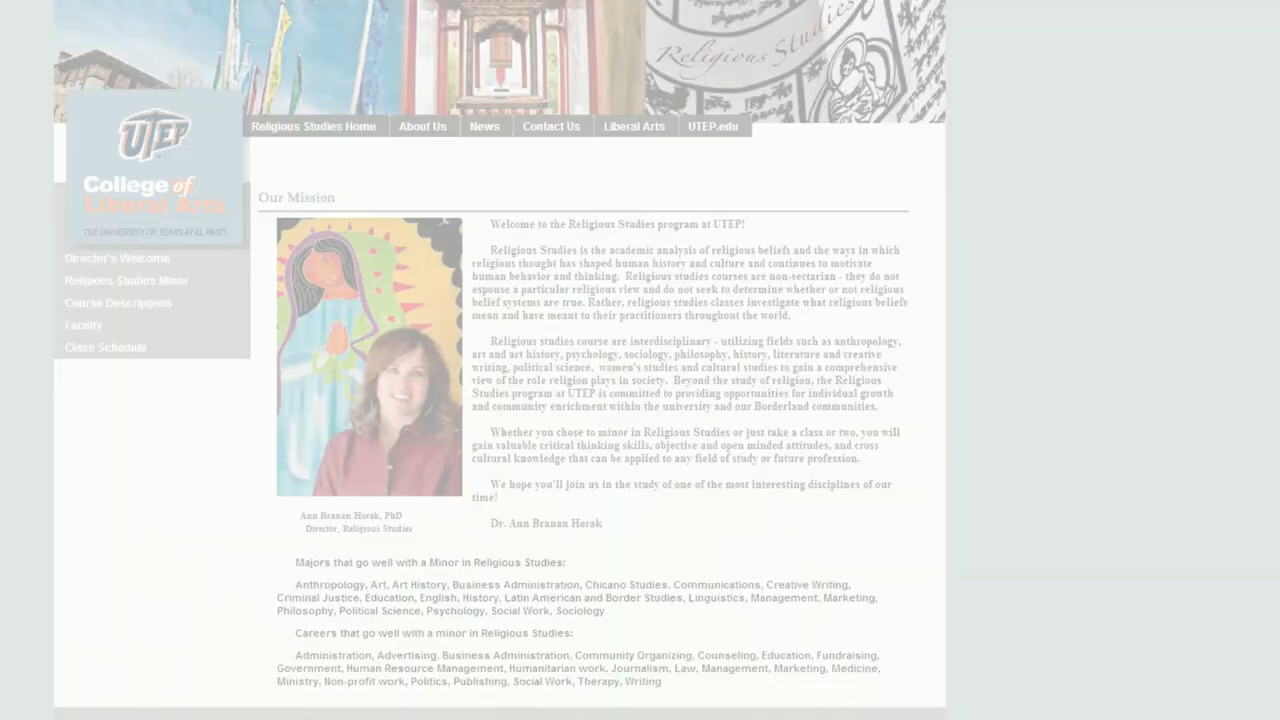 Religious Studies
UTEP
College of
Liberal Arts
THE UNIVERSITY OF TEXAS AT EL PASO
Religious Studies Home
About Us
News
Contact Us
Liberal Arts
UTEP.edu
Director's Welcome
Religious Studies Minor
Course Descriptions
Faculty
Class Schedule
Our Mission
Welcome to the Religious Studies program at UTEP!
Religious Studies is the academic analysis of religious beliefs and the ways in which
religious thought has shaped human history and culture and continues to motivate
human behavior and thinking. Religious studies courses are non-sectarian - they do not
espouse a particular religious view and do not seek to determine whether or not religious
belief systems are true. Rather, religious studies classes investigate what religious beliefs
mean and have meant to their practitioners throughout the world.
Religious studies course are interdisciplinary - utilizing fields such as anthropology,
art and art history, psychology, sociology, philosophy, history, literature and creative
writing, political science, women's studies and cultural studies to gain a comprehensive
view of the role religion plays in society. Beyond the study of religion, the Religious
Studies program at UTEP is committed to providing opportunities for individual growth
and community enrichment within the university and our Borderland communities.
Whether you chose to minor in Religious Studies or just take a class or two, you will
gain valuable critical thinking skills, objective and open minded attitudes, and cross
cultural knowledge that can be applied to any field of study or future profession.
We hope you'll join us in the study of one of the most interesting disciplines of our
time!
Dr. Ann Branan Horak
Ann Branan Horak, PhD
Director, Religious Studies
Majors that go well with a Minor in Religious Studies:
Anthropology, Art, Art History, Business Administration, Chicano Studies, Communications, Creative Writing,
Criminal Justice, Education, English, History, Latin American and Border Studies, Linguistics, Management, Marketing,
Philosophy, Political Science, Psychology, Social Work, Sociology
Careers that go well with a minor in Religious Studies:
Administration, Advertising, Business Administration, Community Organizing, Counseling, Education, Fundraising,
Government, Human Resource Management, Humanitarian work, Journalism, Law, Management, Marketing, Medicine,
Ministry, Non-profit work, Politics, Publishing, Social Work, Therapy, Writing